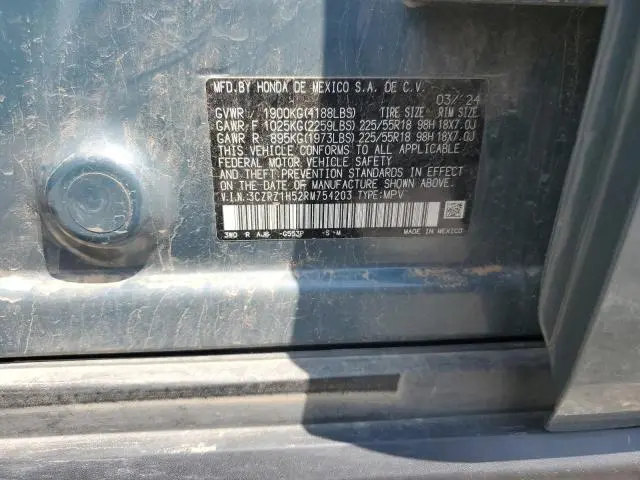 MFD.BY HONDA DE MEXICO S.A. DE C.V.
03/24
GVWR / 1900KG(4188LBS) TIRE SIZE RIM SIZE
GAWR F 1025KG(2259LBS) 225/55R18 98H 18X7.0J
GAWR R 895KG(1973LBS) 225/55R18 98H 18X7.0J
THIS VEHICLE CONFORMS TO ALL APPLICABLE
FEDERAL MOTOR VEHICLE SAFETY
AND THEFT PREVENTION STANDARDS IN EFFECT
ON THE DATE OF MANUFACTURE SHOWN ABOVE.
V.I.N.:3CZRZ1H52RM754203 TYPE:MPV
3W0 R -S-M MADE IN MEXICO